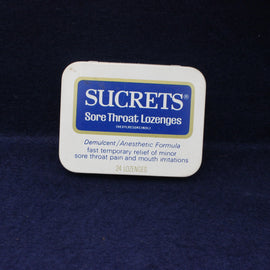 SUCRETS®
Sore Throat Lozenges
(HEXYLRESORCINOL)
Demulcent/Anesthetic Formula
fast temporary relief of minor
sore throat pain and mouth irritations
24 LOZENGES